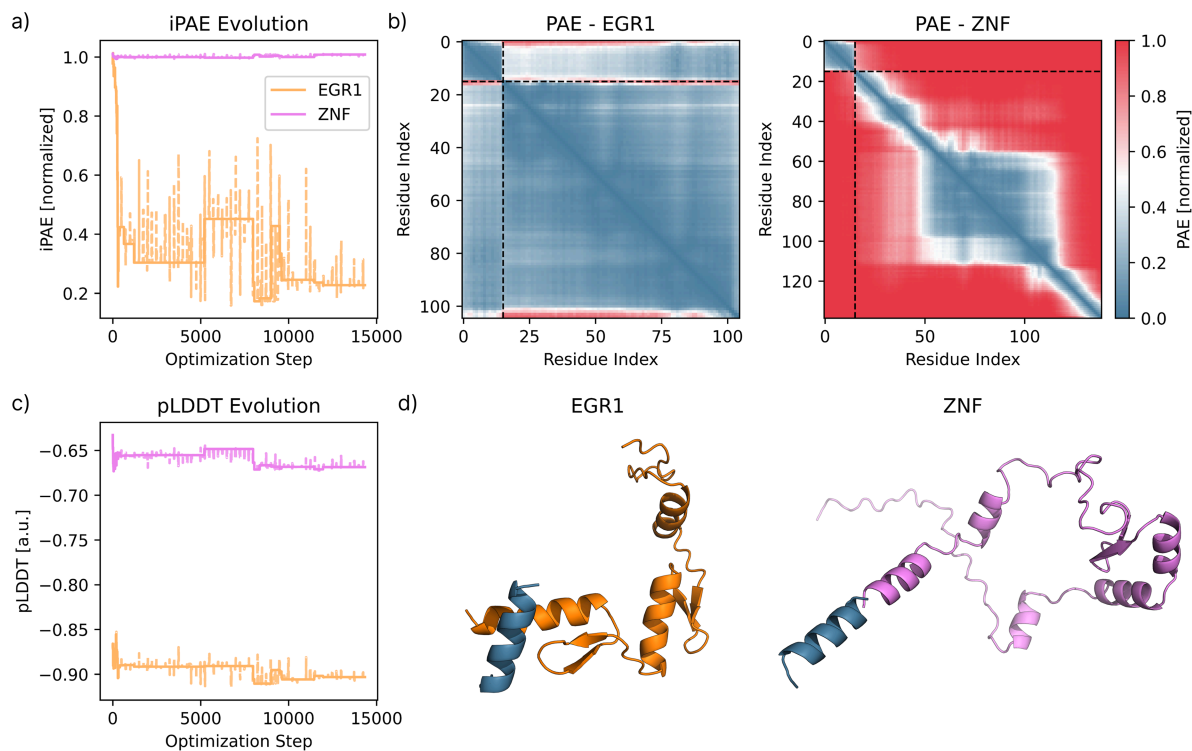 a)
iPAE Evolution
1.0
0.8
0.6
0.4
0.2
iPAE [normalized]
EGR1
ZNF
0
5000
10000
15000
Optimization Step
b)
PAE - EGR1
0
20
40
60
80
100
Residue Index
0
25
50
75
100
Residue Index
PAE - ZNF
0
20
40
60
80
100
120
Residue Index
0
50
100
Residue Index
1.0
0.8
0.6
0.4
0.2
0.0
PAE [normalized]
c)
pLDDT Evolution
−0.65
−0.70
−0.75
−0.80
−0.85
−0.90
pLDDT [a.u.]
0
5000
10000
15000
Optimization Step
d)
EGR1
ZNF